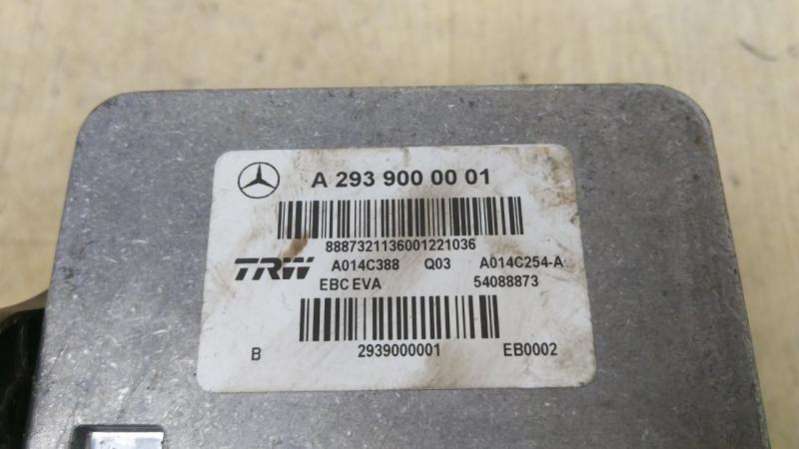 A 293 900 00 01
8887321136001221036
TRW A014C388 Q03 A014C254-A
EBC EVA 54088873
B 2939000001 EB0002